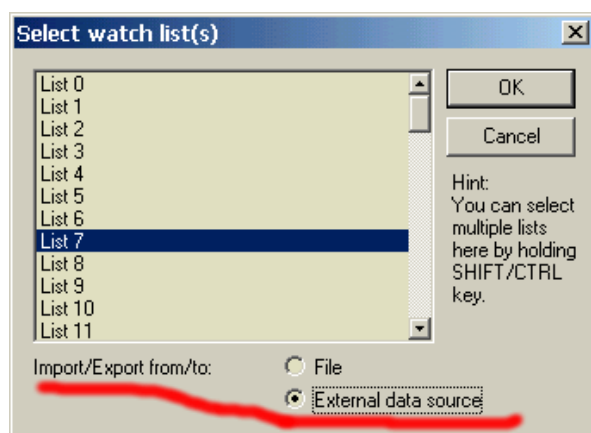 Select watch list(s)
List 0
List 1
List 2
List 3
List 4
List 5
List 6
List 7
List 8
List 9
List 10
List 11
OK
Cancel
Hint:
You can select
multiple lists
here by holding
SHIFT/CTRL
key.
Import/Export from/to:
File
External data source